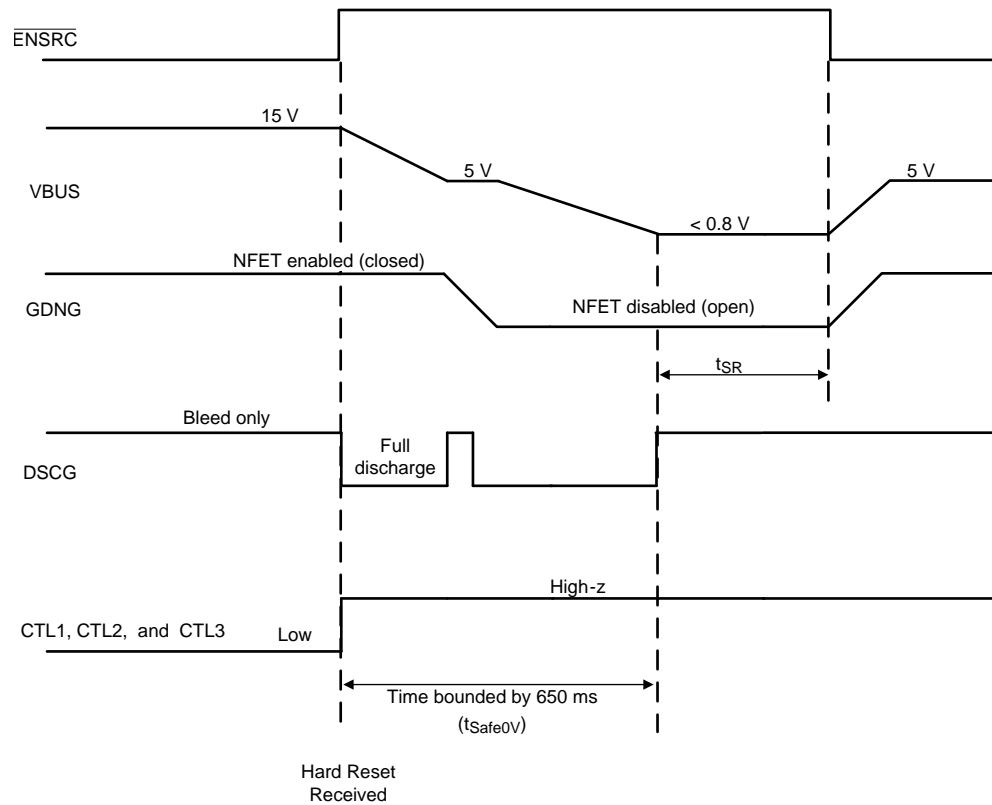 ENSRC
15 V
5 V
5 V
VBUS
< 0.8 V
NFET enabled (closed)
GDNG
NFET disabled (open)
tSR
Bleed only
Full
discharge
DSCG
High-z
CTL1, CTL2, and CTL3
Low
Time bounded by 650 ms
(tSafe0V)
Hard Reset
Received